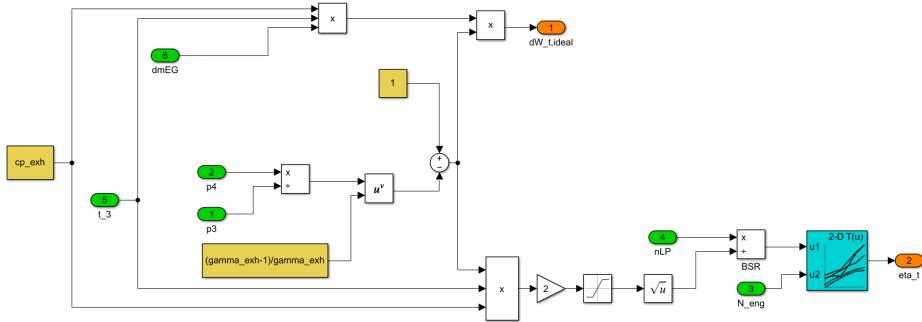 x
x
1
dW_t,ideal
6
dmEG
1
+
−
cp_exh
2
p4
x
÷
u^v
5
t_3
1
p3
(gamma_exh-1)/gamma_exh
4
nLP
x
÷
BSR
2-D T(u)
u1
u2
2
eta_t
x
2
√u
3
N_eng